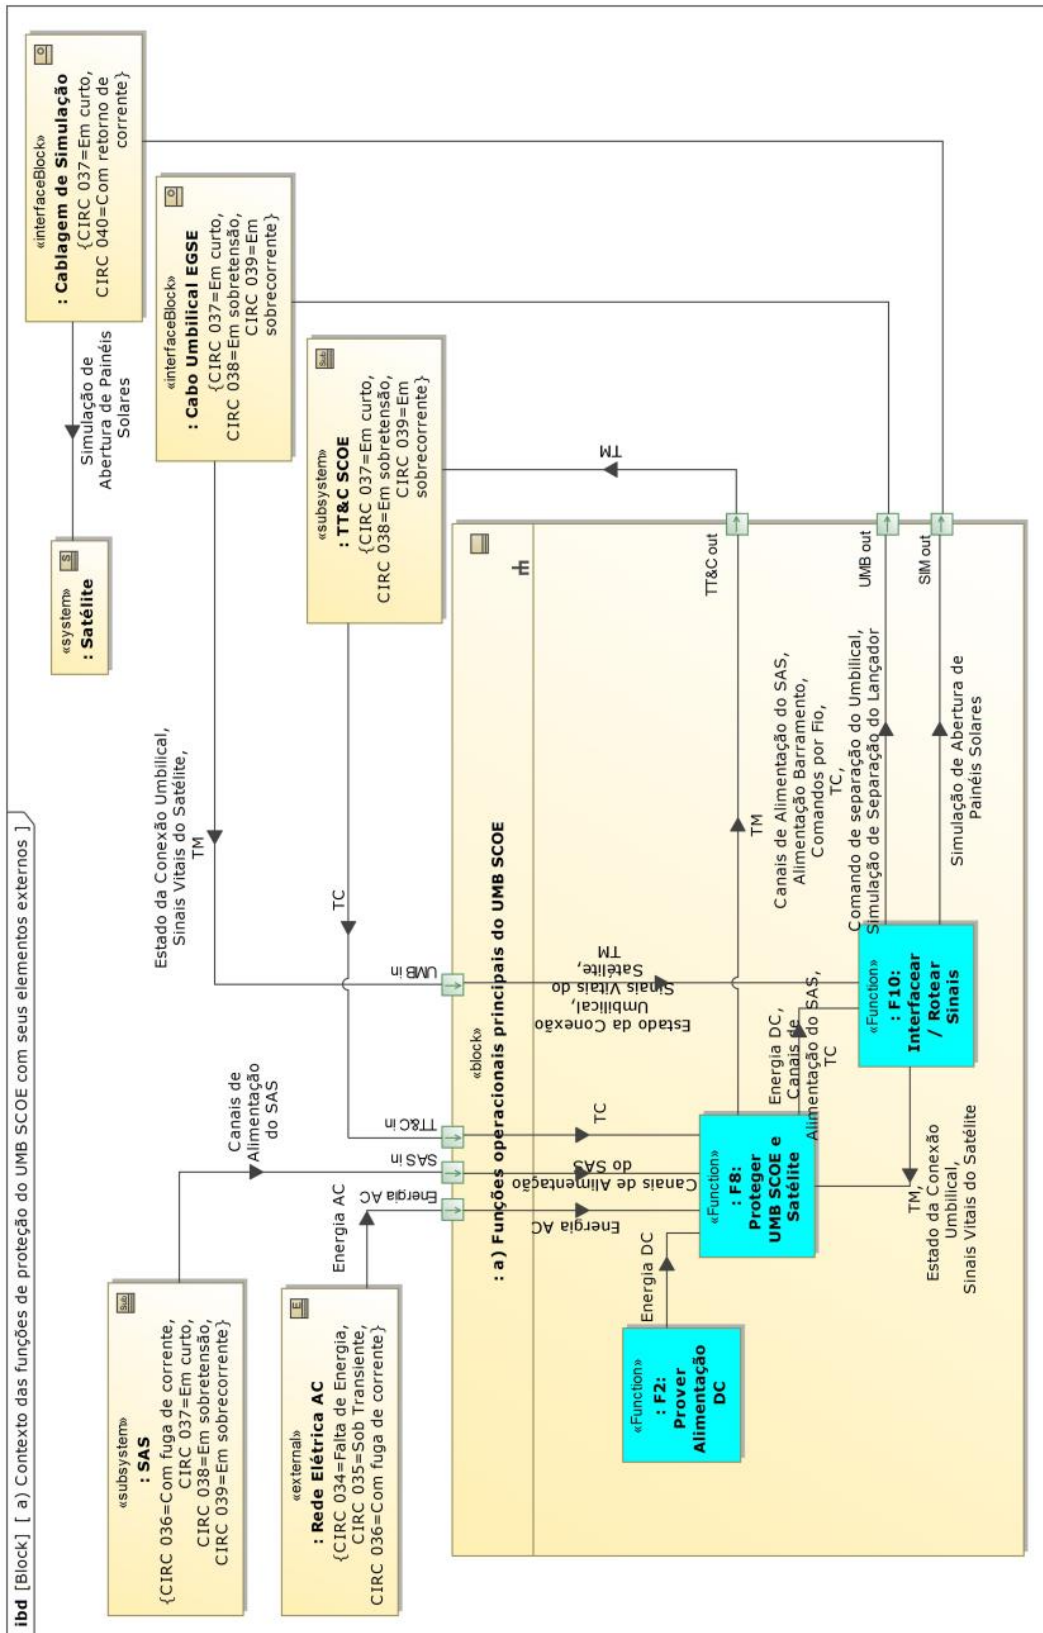 ibd [Block] [ a) Contexto das funções de proteção do UMB SCOE com seus elementos externos ]
«subsystem»
: SAS
{CIRC 036=Com fuga de corrente,
CIRC 037=Em curto,
CIRC 038=Em sobretensão,
CIRC 039=Em sobrecorrente}
Sub
Canais de
Alimentação
do SAS
«external»
: Rede Elétrica AC
{CIRC 034=Falta de Energia,
CIRC 035=Sob Transiente,
CIRC 036=Com fuga de corrente}
E
Energia AC
«system»
: Satélite
S
Simulação de
Abertura de Painéis
Solares
«interfaceBlock»
: Cablagem de Simulação
{CIRC 037=Em curto,
CIRC 040=Com retorno de
corrente}
Estado da Conexão Umbilical,
Sinais Vitais do Satélite,
TM
«interfaceBlock»
: Cabo Umbilical EGSE
{CIRC 037=Em curto,
CIRC 038=Em sobretensão,
CIRC 039=Em
sobrecorrente}
TC
«subsystem»
: TT&C SCOE
{CIRC 037=Em curto,
CIRC 038=Em sobretensão,
CIRC 039=Em
sobrecorrente}
Sub
TM
«block»
: a) Funções operacionais principais do UMB SCOE
Energia AC
SAS in
TT&C in
UMB in
Energia AC
Canais de Alimentação
do SAS
TC
Estado da Conexão
Umbilical,
Sinais Vitais do
Satélite,
TM
«Function»
: F2:
Prover
Alimentação
DC
Energia DC
«Function»
: F8:
Proteger
UMB SCOE e
Satélite
Energia DC,
Canais de
Alimentação do SAS,
TC
TM
TT&C out
Canais de Alimentação do SAS,
Alimentação Barramento,
Comandos por Fio,
TC,
Comando de separação do Umbilical,
Simulação de Separação do Lançador
UMB out
«Function»
: F10:
Interfacear
/ Rotear
Sinais
SIM out
Simulação de Abertura de
Painéis Solares
TM,
Estado da Conexão
Umbilical,
Sinais Vitais do Satélite